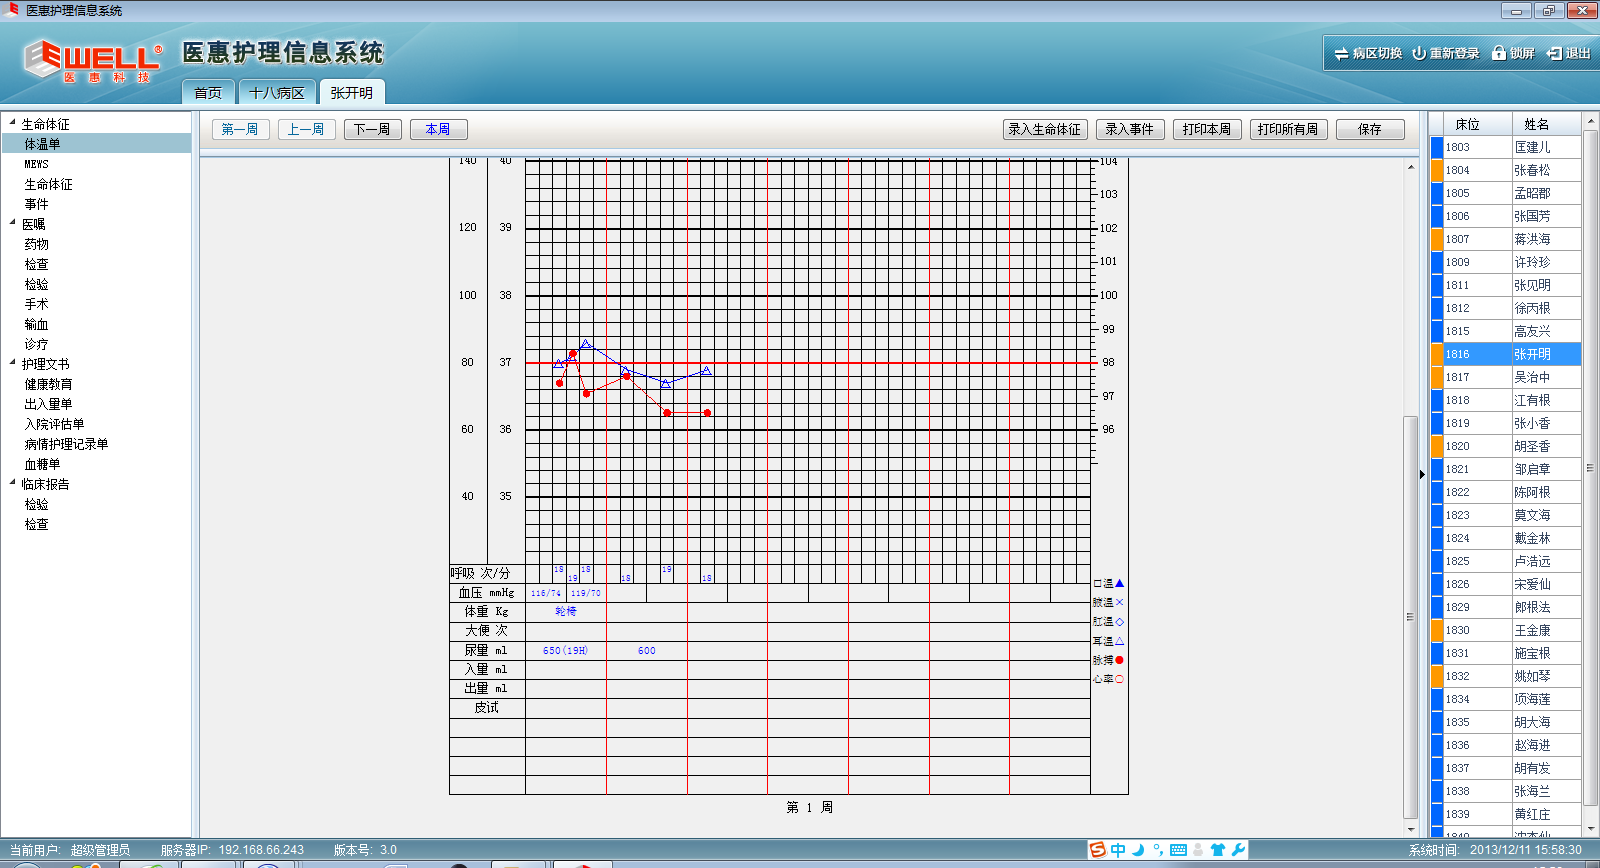 医惠护理信息系统
EWELL®
医惠科技
医惠护理信息系统
病区切换 重新登录 锁屏 退出
首页 十八病区 张开明
生命体征
体温单
MEWS
生命体征
事件
医嘱
药物
检查
检验
手术
输血
诊疗
护理文书
健康教育
出入量单
入院评估单
病情护理记录单
血糖单
临床报告
检验
检查
第一周 上一周 下一周 本周 录入生命体征 录入事件 打印本周 打印所有周 保存
140 40 104
103
120 39 102
101
100 38 100
99
80 37 98
97
60 36 96
40 35
呼吸 次/分 18 19 18 18 19 18
血压 mmHg 116/74 119/70
体重 Kg 轮椅
大便 次
尿量 ml 650(19H) 600
入量 ml
出量 ml
皮试
口温
腋温
肛温
耳温
脉搏
心率
第 1 周
床位 姓名
1803 匡建儿
1804 张春松
1805 孟昭郡
1806 张国芳
1807 蒋洪海
1809 许玲珍
1811 张见明
1812 徐丙根
1815 高友兴
1816 张开明
1817 吴治中
1818 江有根
1819 张小香
1820 胡圣香
1821 邹启章
1822 陈阿根
1823 莫文海
1824 戴金林
1825 卢浩远
1826 宋爱仙
1829 郎根法
1830 王金康
1831 施宝根
1832 姚如琴
1834 项海莲
1835 胡大海
1836 赵海进
1837 胡有发
1838 张海兰
1839 黄红庄
当前用户: 超级管理员 服务器IP: 192.168.66.243 版本号: 3.0 中 系统时间: 2013/12/11 15:58:30